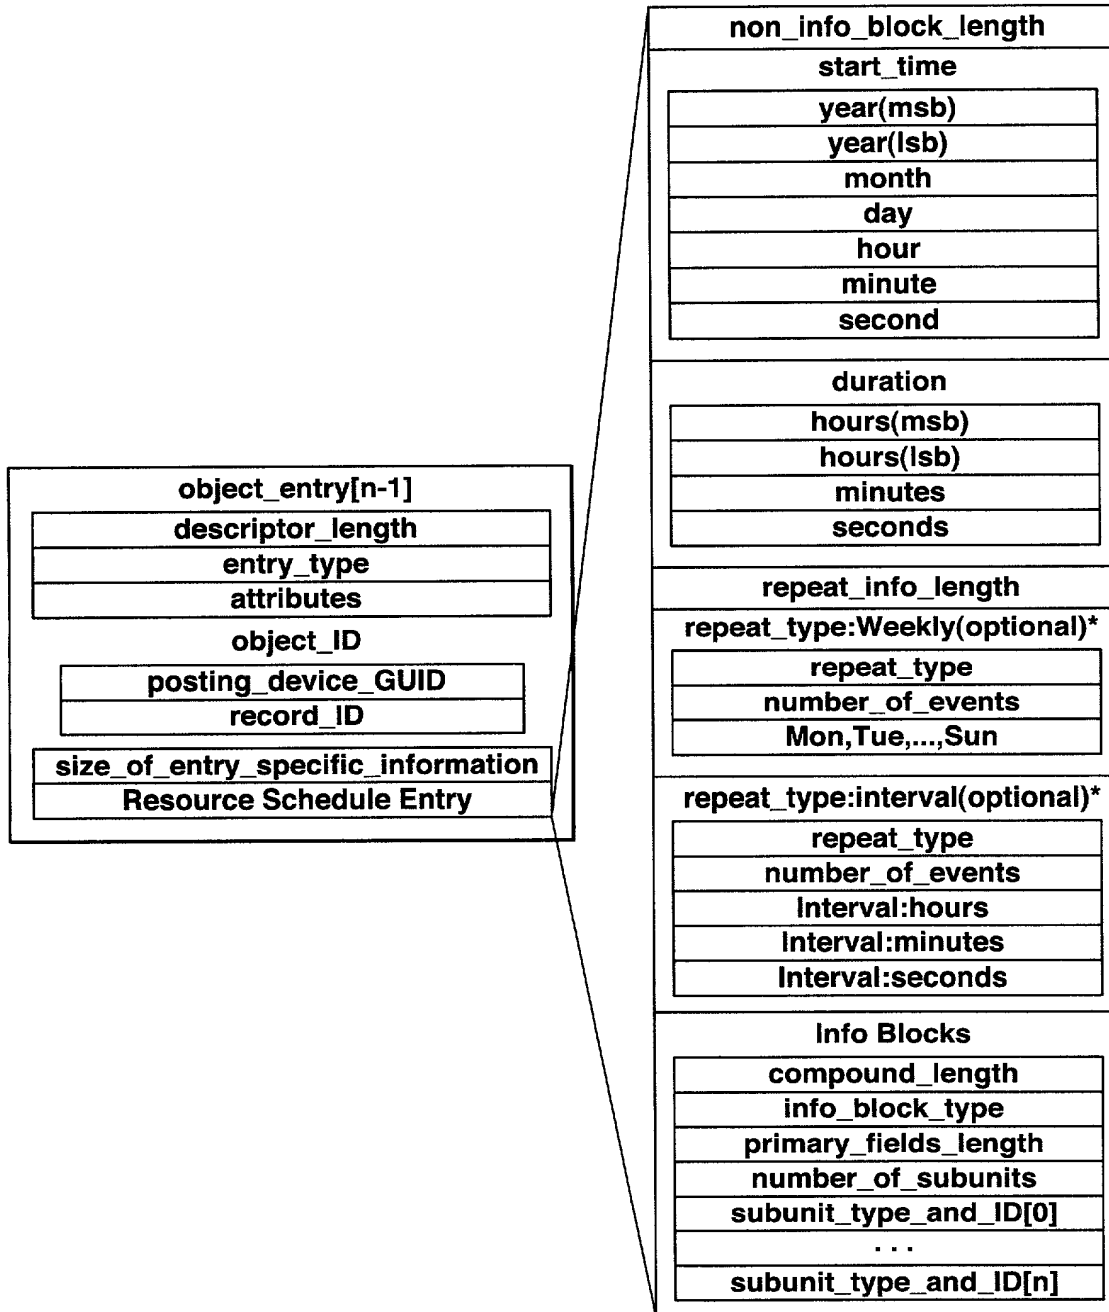 object_entry[n-1]
descriptor_length
entry_type
attributes
object_ID
posting_device_GUID
record_ID
size_of_entry_specific_information
Resource Schedule Entry
non_info_block_length
start_time
year(msb)
year(lsb)
month
day
hour
minute
second
duration
hours(msb)
hours(lsb)
minutes
seconds
repeat_info_length
repeat_type:Weekly(optional)*
repeat_type
number_of_events
Mon,Tue,...,Sun
repeat_type:interval(optional)*
repeat_type
number_of_events
Interval:hours
Interval:minutes
Interval:seconds
Info Blocks
compound_length
info_block_type
primary_fields_length
number_of_subunits
subunit_type_and_ID[0]
...
subunit_type_and_ID[n]